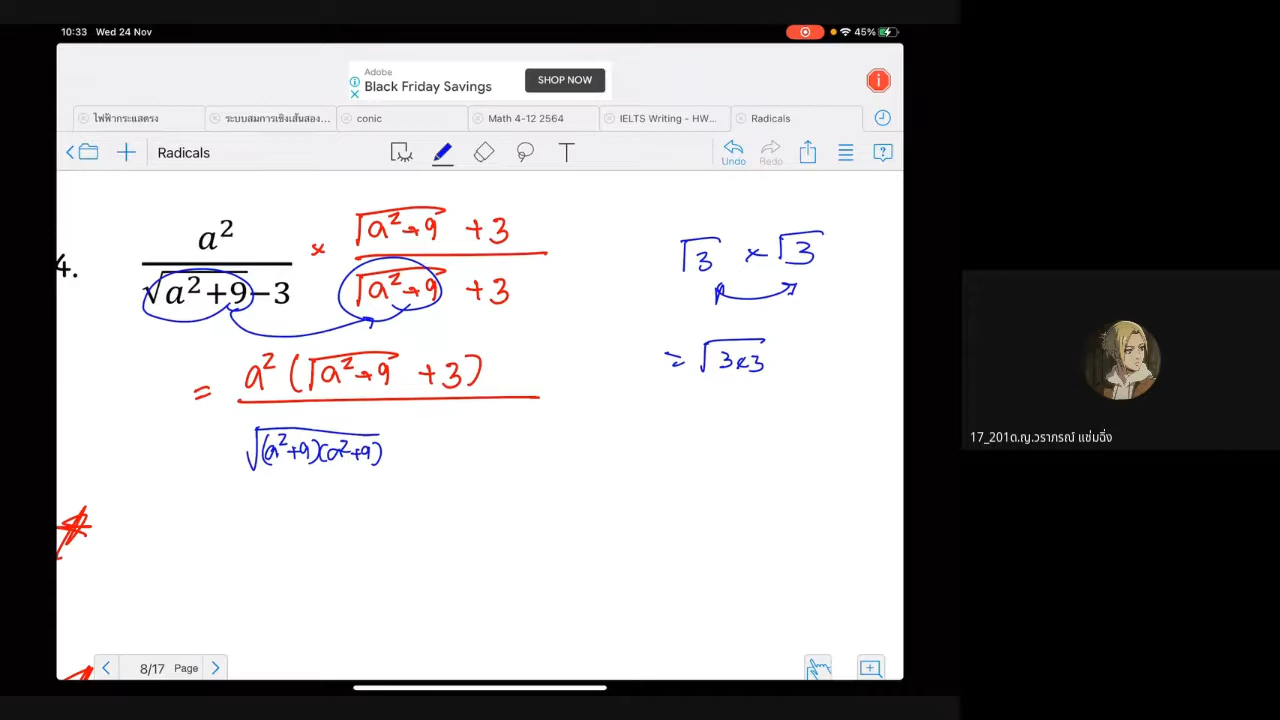 10:33 Wed 24 Nov
45%
Adobe
Black Friday Savings
SHOP NOW
ไฟฟ้ากระแสตรง
ระบบสมการเชิงเส้นสอง...
conic
Math 4-12 2564
IELTS Writing - HW...
Radicals
Radicals
T
Undo
Redo
4. a²/(√(a²+9)−3) × (√(a²+9) +3)/(√(a²+9) +3)
√3 × √3
= √(3×3)
= a² (√(a²+9) +3)
√((a²+9)(a²+9))
17_201ด.ญ.วราภรณ์ แช่มฉิ่ง
8/17 Page